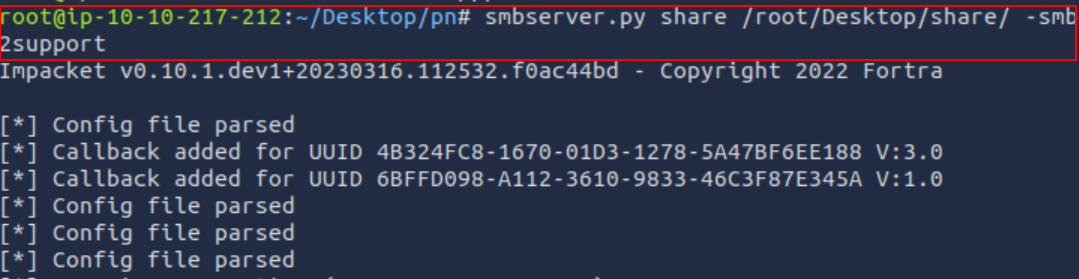 root@ip-10-10-217-212:~/Desktop/pn# smbserver.py share /root/Desktop/share/ -smb
2support
Impacket v0.10.1.dev1+20230316.112532.f0ac44bd - Copyright 2022 Fortra
[*] Config file parsed
[*] Callback added for UUID 4B324FC8-1670-01D3-1278-5A47BF6EE188 V:3.0
[*] Callback added for UUID 6BFFD098-A112-3610-9833-46C3F87E345A V:1.0
[*] Config file parsed
[*] Config file parsed
[*] Config file parsed